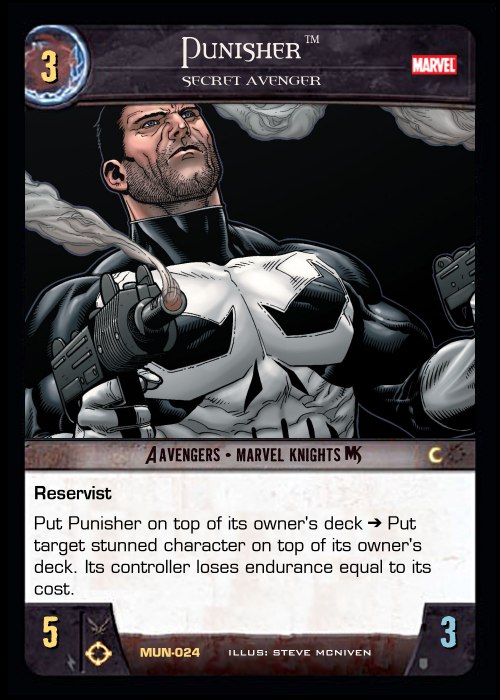 3
PUNISHER™
SECRET AVENGER
MARVEL
A AVENGERS • MARVEL KNIGHTS MK
Reservist
Put Punisher on top of its owner's deck ➔ Put
target stunned character on top of its owner's
deck. Its controller loses endurance equal to its
cost.
5
MUN-024
ILLUS: STEVE MCNIVEN
3